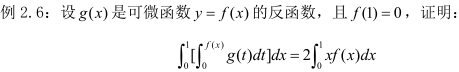 例 2.6：设 g(x) 是可微函数 y = f(x) 的反函数，且 f(1) = 0，证明：
∫₀¹[∫₀^{f(x)} g(t)dt]dx = 2∫₀¹ xf(x)dx